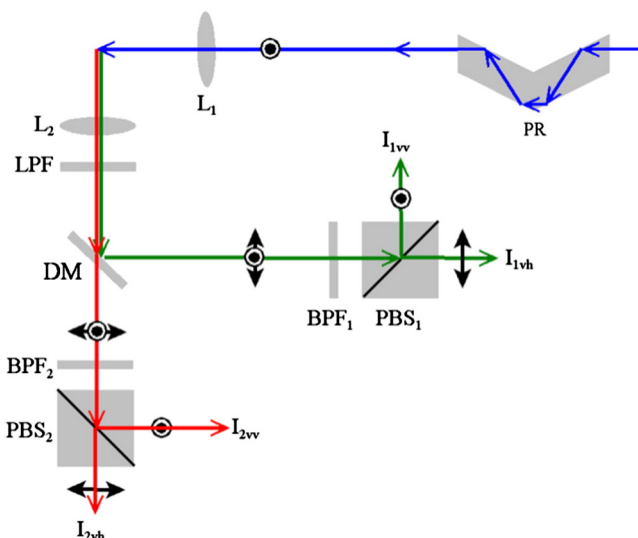 L₁
PR
L₂
I₁ᵥᵥ
LPF
I₁ᵥₕ
DM
BPF₁
PBS₁
BPF₂
PBS₂
I₂ᵥᵥ
I₂ᵥₕ